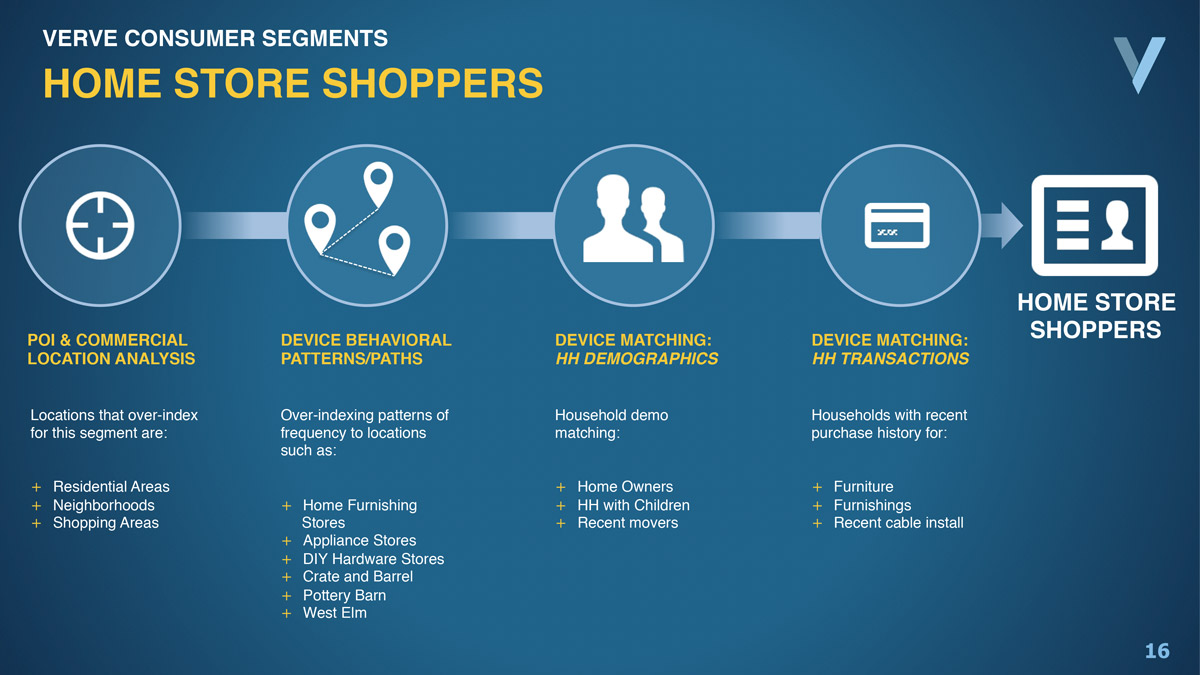 VERVE CONSUMER SEGMENTS
HOME STORE SHOPPERS
HOME STORE
SHOPPERS
POI & COMMERCIAL
LOCATION ANALYSIS
Locations that over-index
for this segment are:
+ Residential Areas
+ Neighborhoods
+ Shopping Areas
DEVICE BEHAVIORAL
PATTERNS/PATHS
Over-indexing patterns of
frequency to locations
such as:
+ Home Furnishing
Stores
+ Appliance Stores
+ DIY Hardware Stores
+ Crate and Barrel
+ Pottery Barn
+ West Elm
DEVICE MATCHING:
HH DEMOGRAPHICS
Household demo
matching:
+ Home Owners
+ HH with Children
+ Recent movers
DEVICE MATCHING:
HH TRANSACTIONS
Households with recent
purchase history for:
+ Furniture
+ Furnishings
+ Recent cable install
16